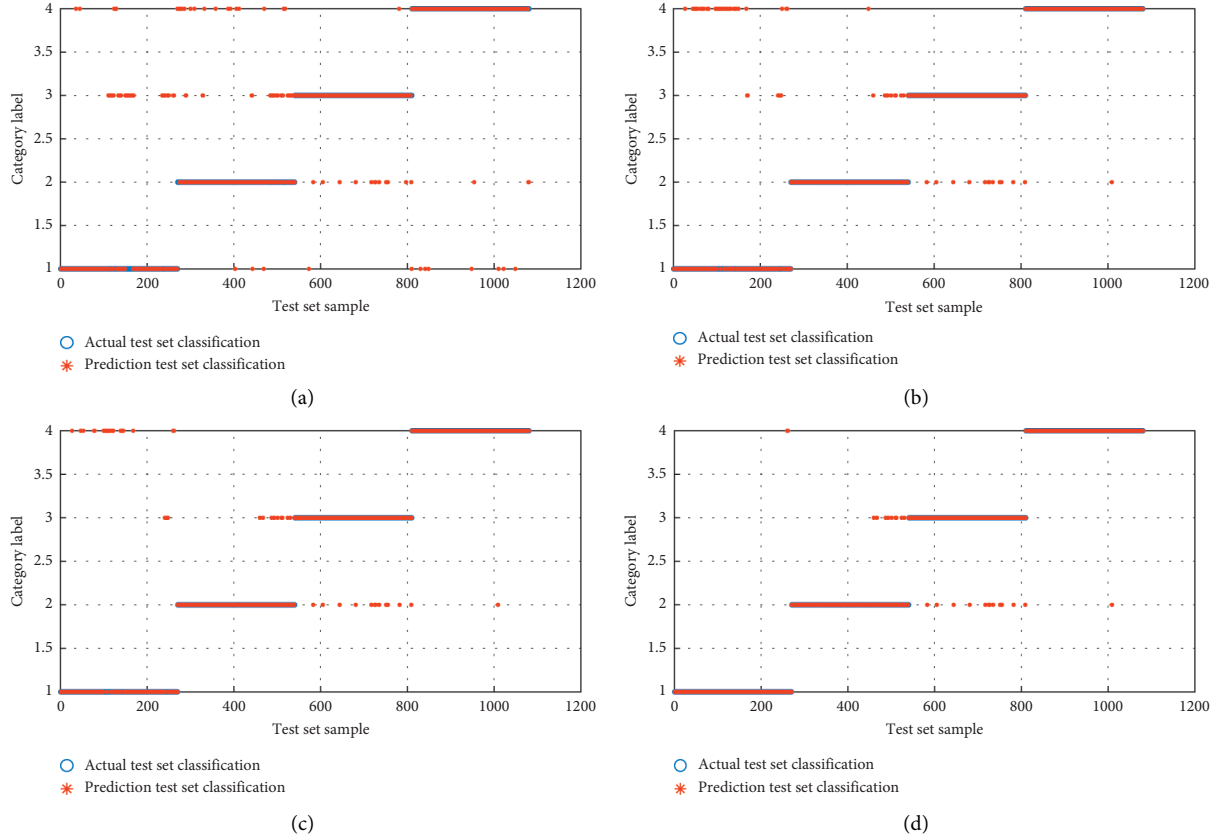 4
3.5
3
2.5
2
1.5
1
Category label
0
200
400
600
800
1000
1200
Test set sample
Actual test set classification
Prediction test set classification
(a)
4
3.5
3
2.5
2
1.5
1
Category label
0
200
400
600
800
1000
1200
Test set sample
Actual test set classification
Prediction test set classification
(b)
4
3.5
3
2.5
2
1.5
1
Category label
0
200
400
600
800
1000
1200
Test set sample
Actual test set classification
Prediction test set classification
(c)
4
3.5
3
2.5
2
1.5
1
Category label
0
200
400
600
800
1000
1200
Test set sample
Actual test set classification
Prediction test set classification
(d)